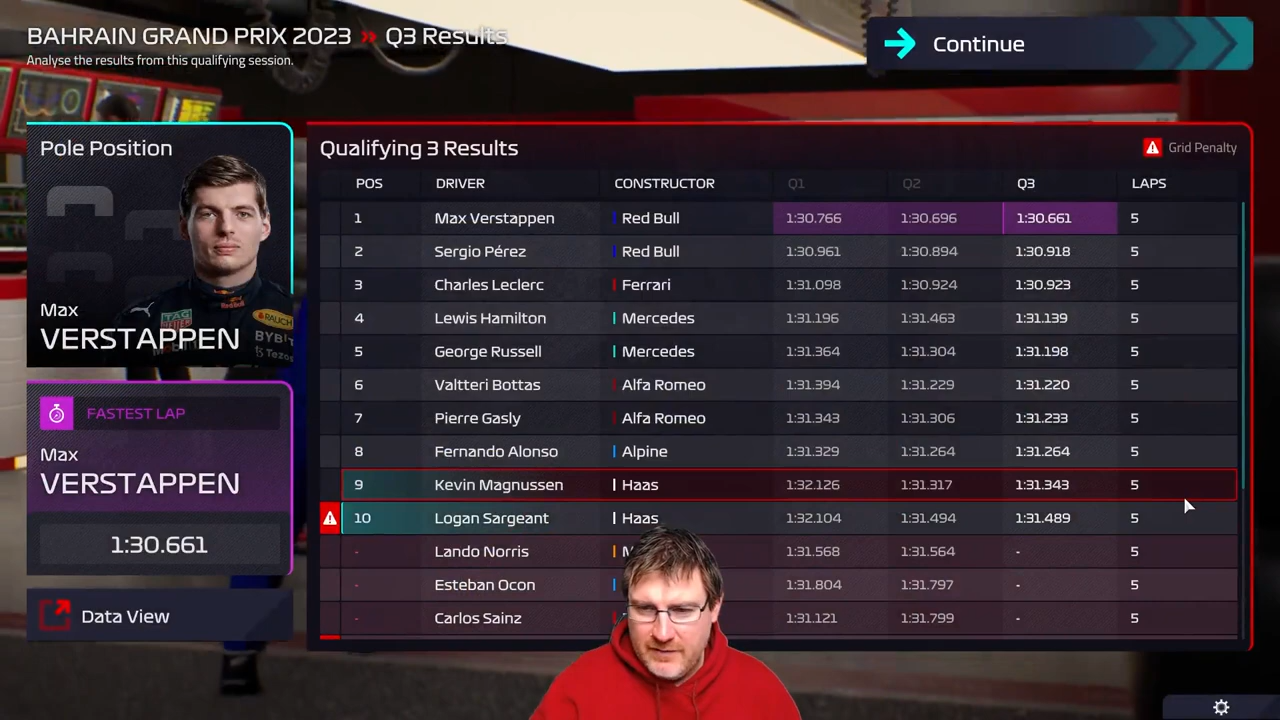 BAHRAIN GRAND PRIX 2023 » Q3 Results
Analyse the results from this qualifying session.
Continue
Pole Position
Max
VERSTAPPEN
FASTEST LAP
Max
VERSTAPPEN
1:30.661
Data View
Qualifying 3 Results
Grid Penalty
POS DRIVER CONSTRUCTOR Q1 Q2 Q3 LAPS
1 Max Verstappen Red Bull 1:30.766 1:30.696 1:30.661 5
2 Sergio Pérez Red Bull 1:30.961 1:30.894 1:30.918 5
3 Charles Leclerc Ferrari 1:31.098 1:30.924 1:30.923 5
4 Lewis Hamilton Mercedes 1:31.196 1:31.463 1:31.139 5
5 George Russell Mercedes 1:31.364 1:31.304 1:31.198 5
6 Valtteri Bottas Alfa Romeo 1:31.394 1:31.229 1:31.220 5
7 Pierre Gasly Alfa Romeo 1:31.343 1:31.306 1:31.233 5
8 Fernando Alonso Alpine 1:31.329 1:31.264 1:31.264 5
9 Kevin Magnussen Haas 1:32.126 1:31.317 1:31.343 5
10 Logan Sargeant Haas 1:32.104 1:31.494 1:31.489 5
- Lando Norris 1:31.568 1:31.564 - 5
- Esteban Ocon 1:31.804 1:31.797 - 5
- Carlos Sainz 1:31.121 1:31.799 - 5